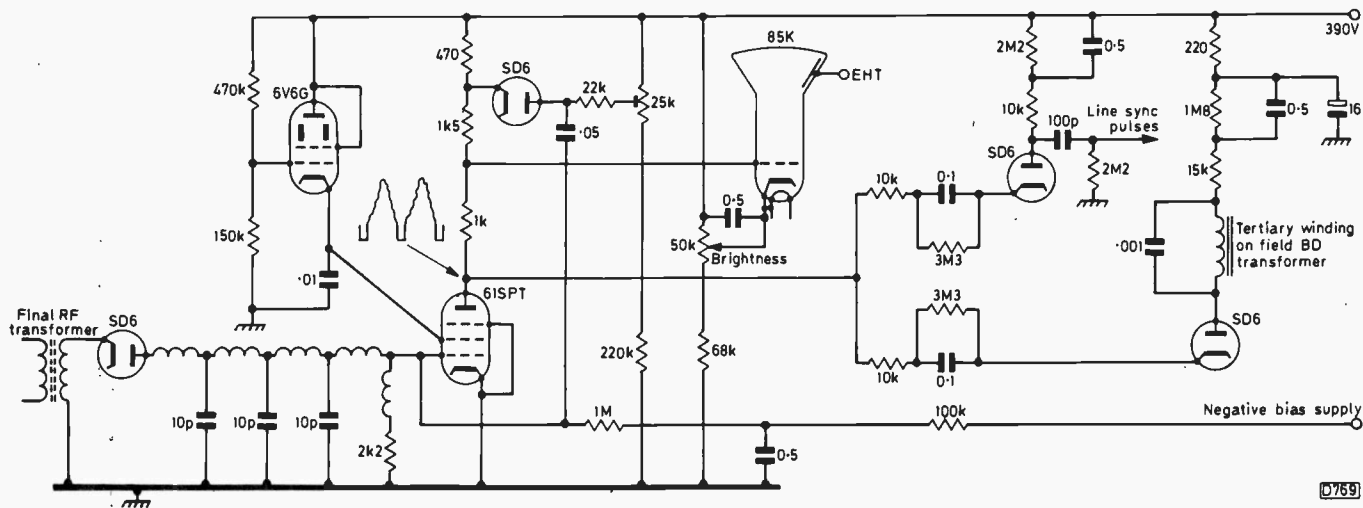 390V
470
SD6
22k
25k
85K
EHT
2M2
0·5
220
470k
6V6G
1k5
·05
10k
100p
Line sync
pulses
1M8
0·5
16
SD6
2M2
15k
150k
·01
1k
0·5
50k
Brightness
10k
0·1
3M3
·001
Tertiary winding
on field BD
transformer
Final RF
transformer
SD6
61SPT
220k
68k
3M3
10k
0·1
SD6
10p
10p
10p
2k2
1M
0·5
100k
Negative bias supply
D769